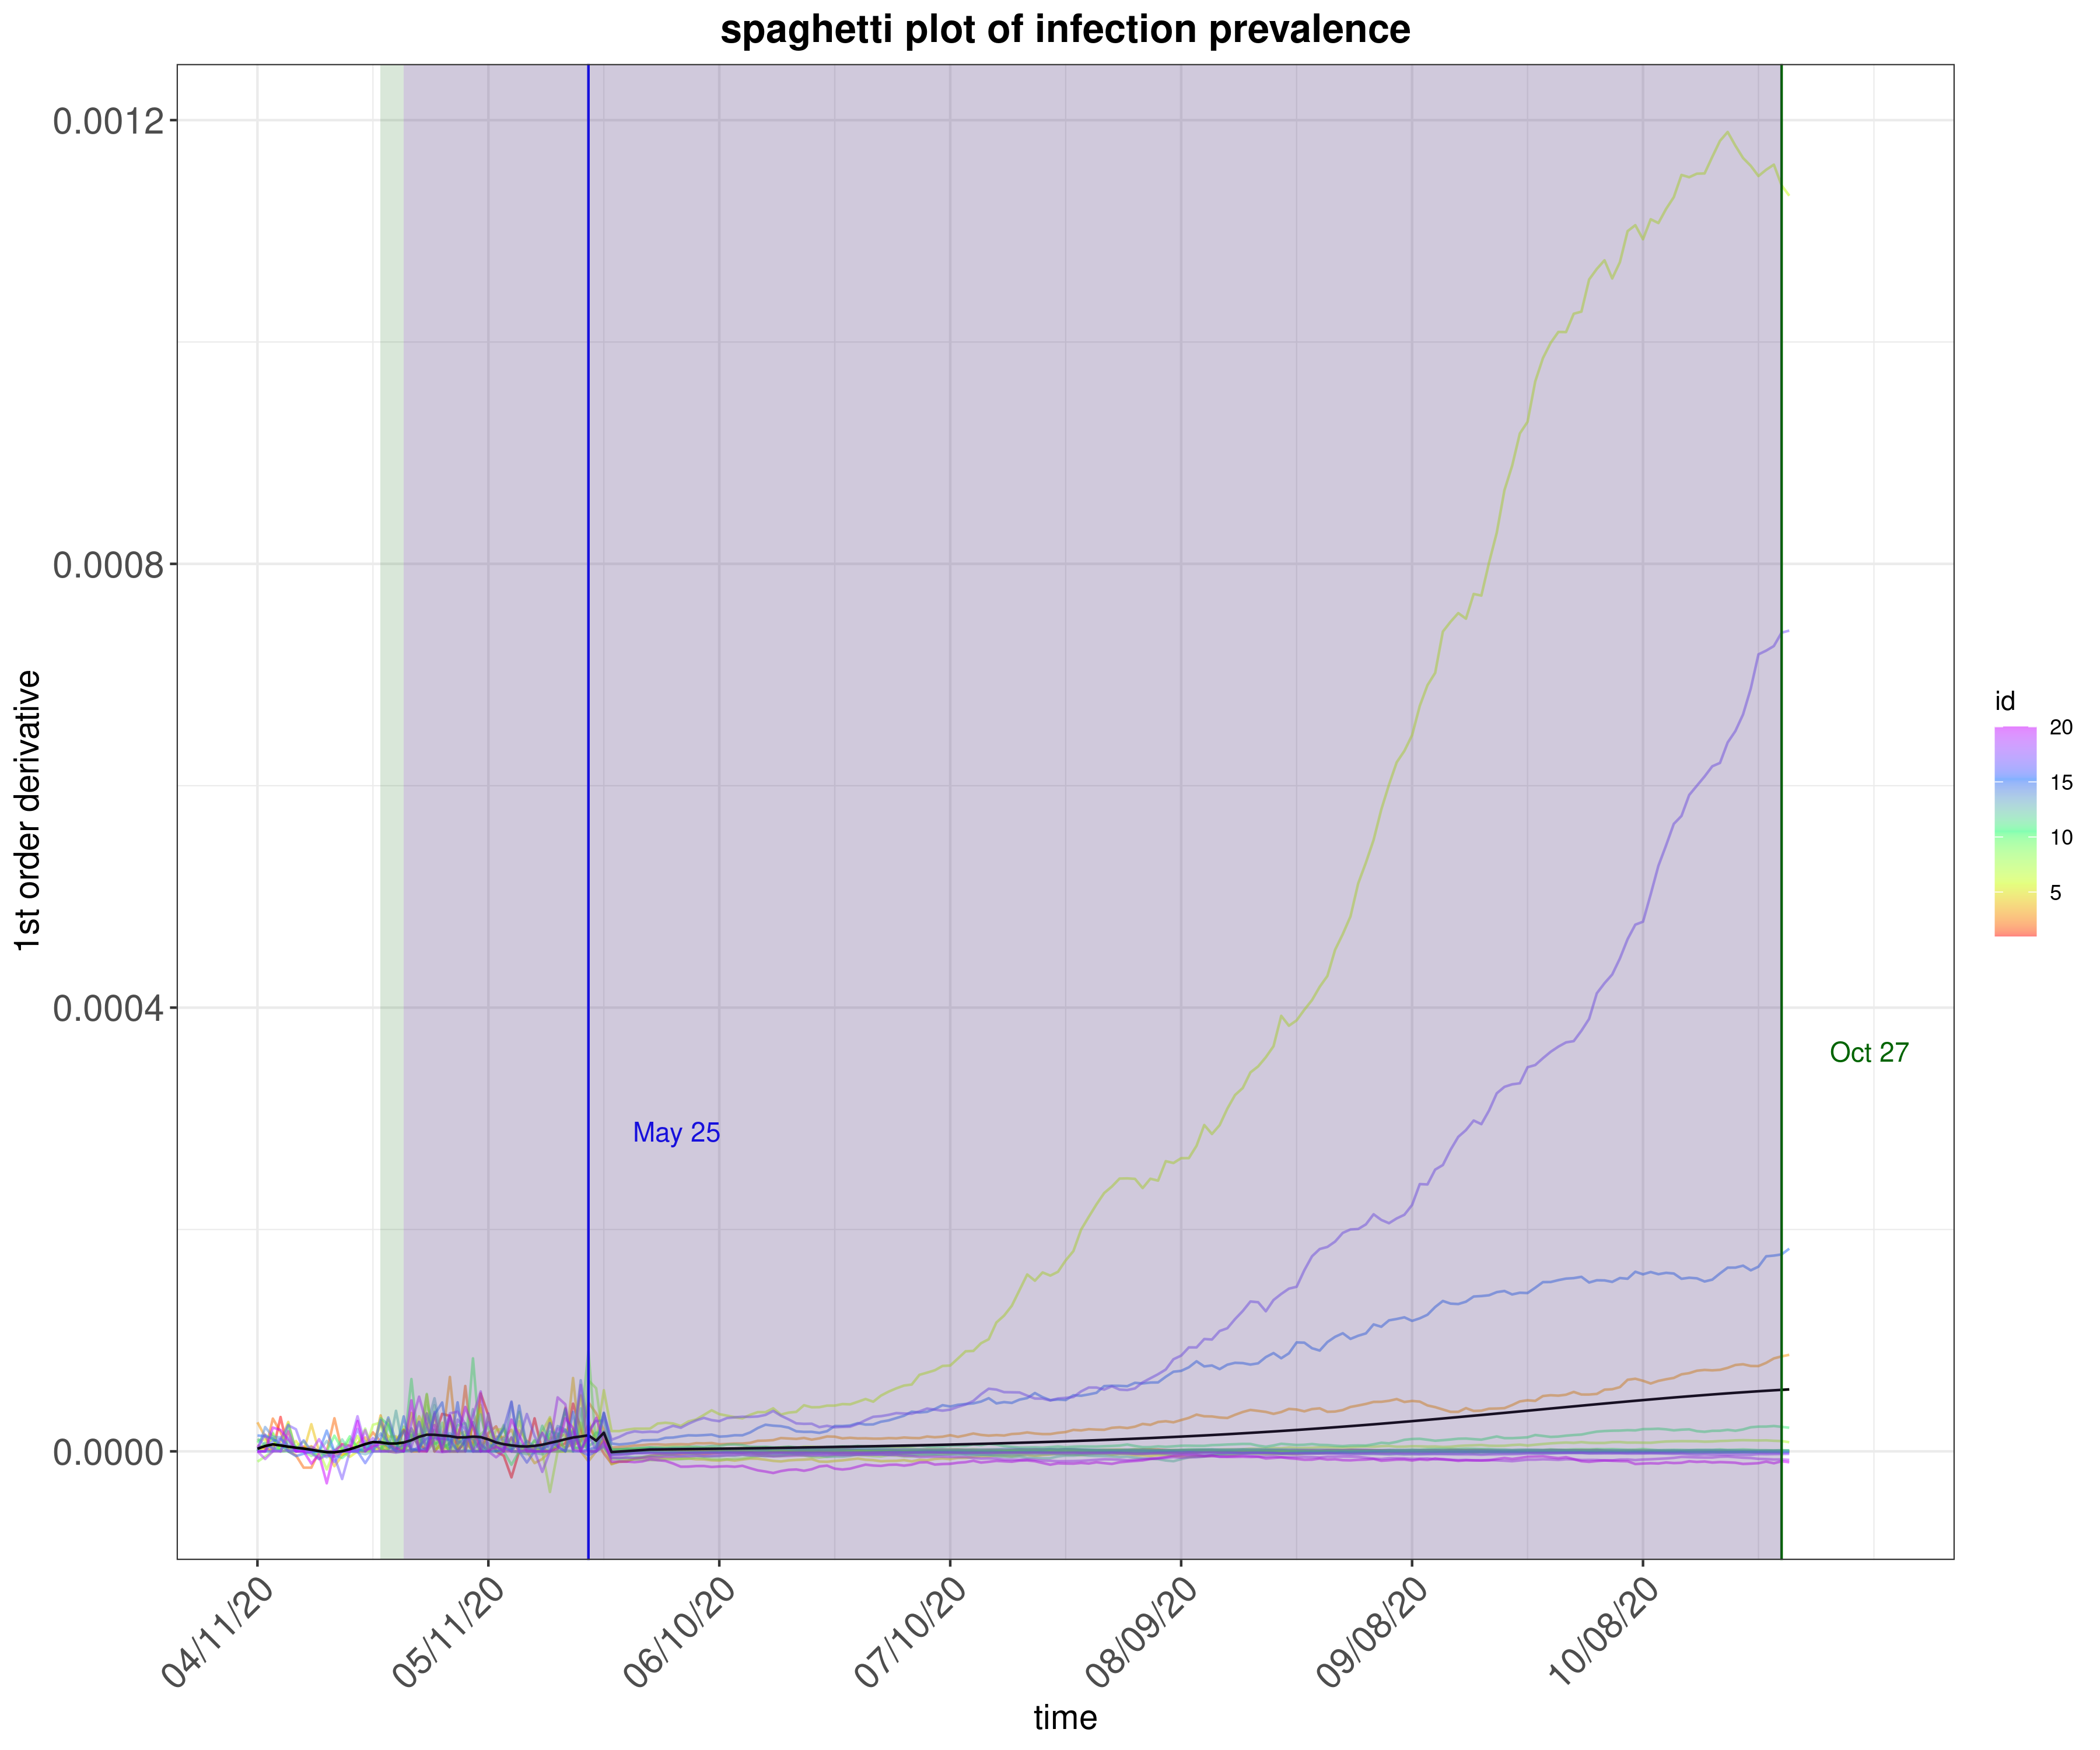 spaghetti plot of infection prevalence
0.0012
0.0008
0.0004
0.0000
1st order derivative
May 25
Oct 27
id
20
15
10
5
04/11/20
05/11/20
06/10/20
07/10/20
08/09/20
09/08/20
10/08/20
time